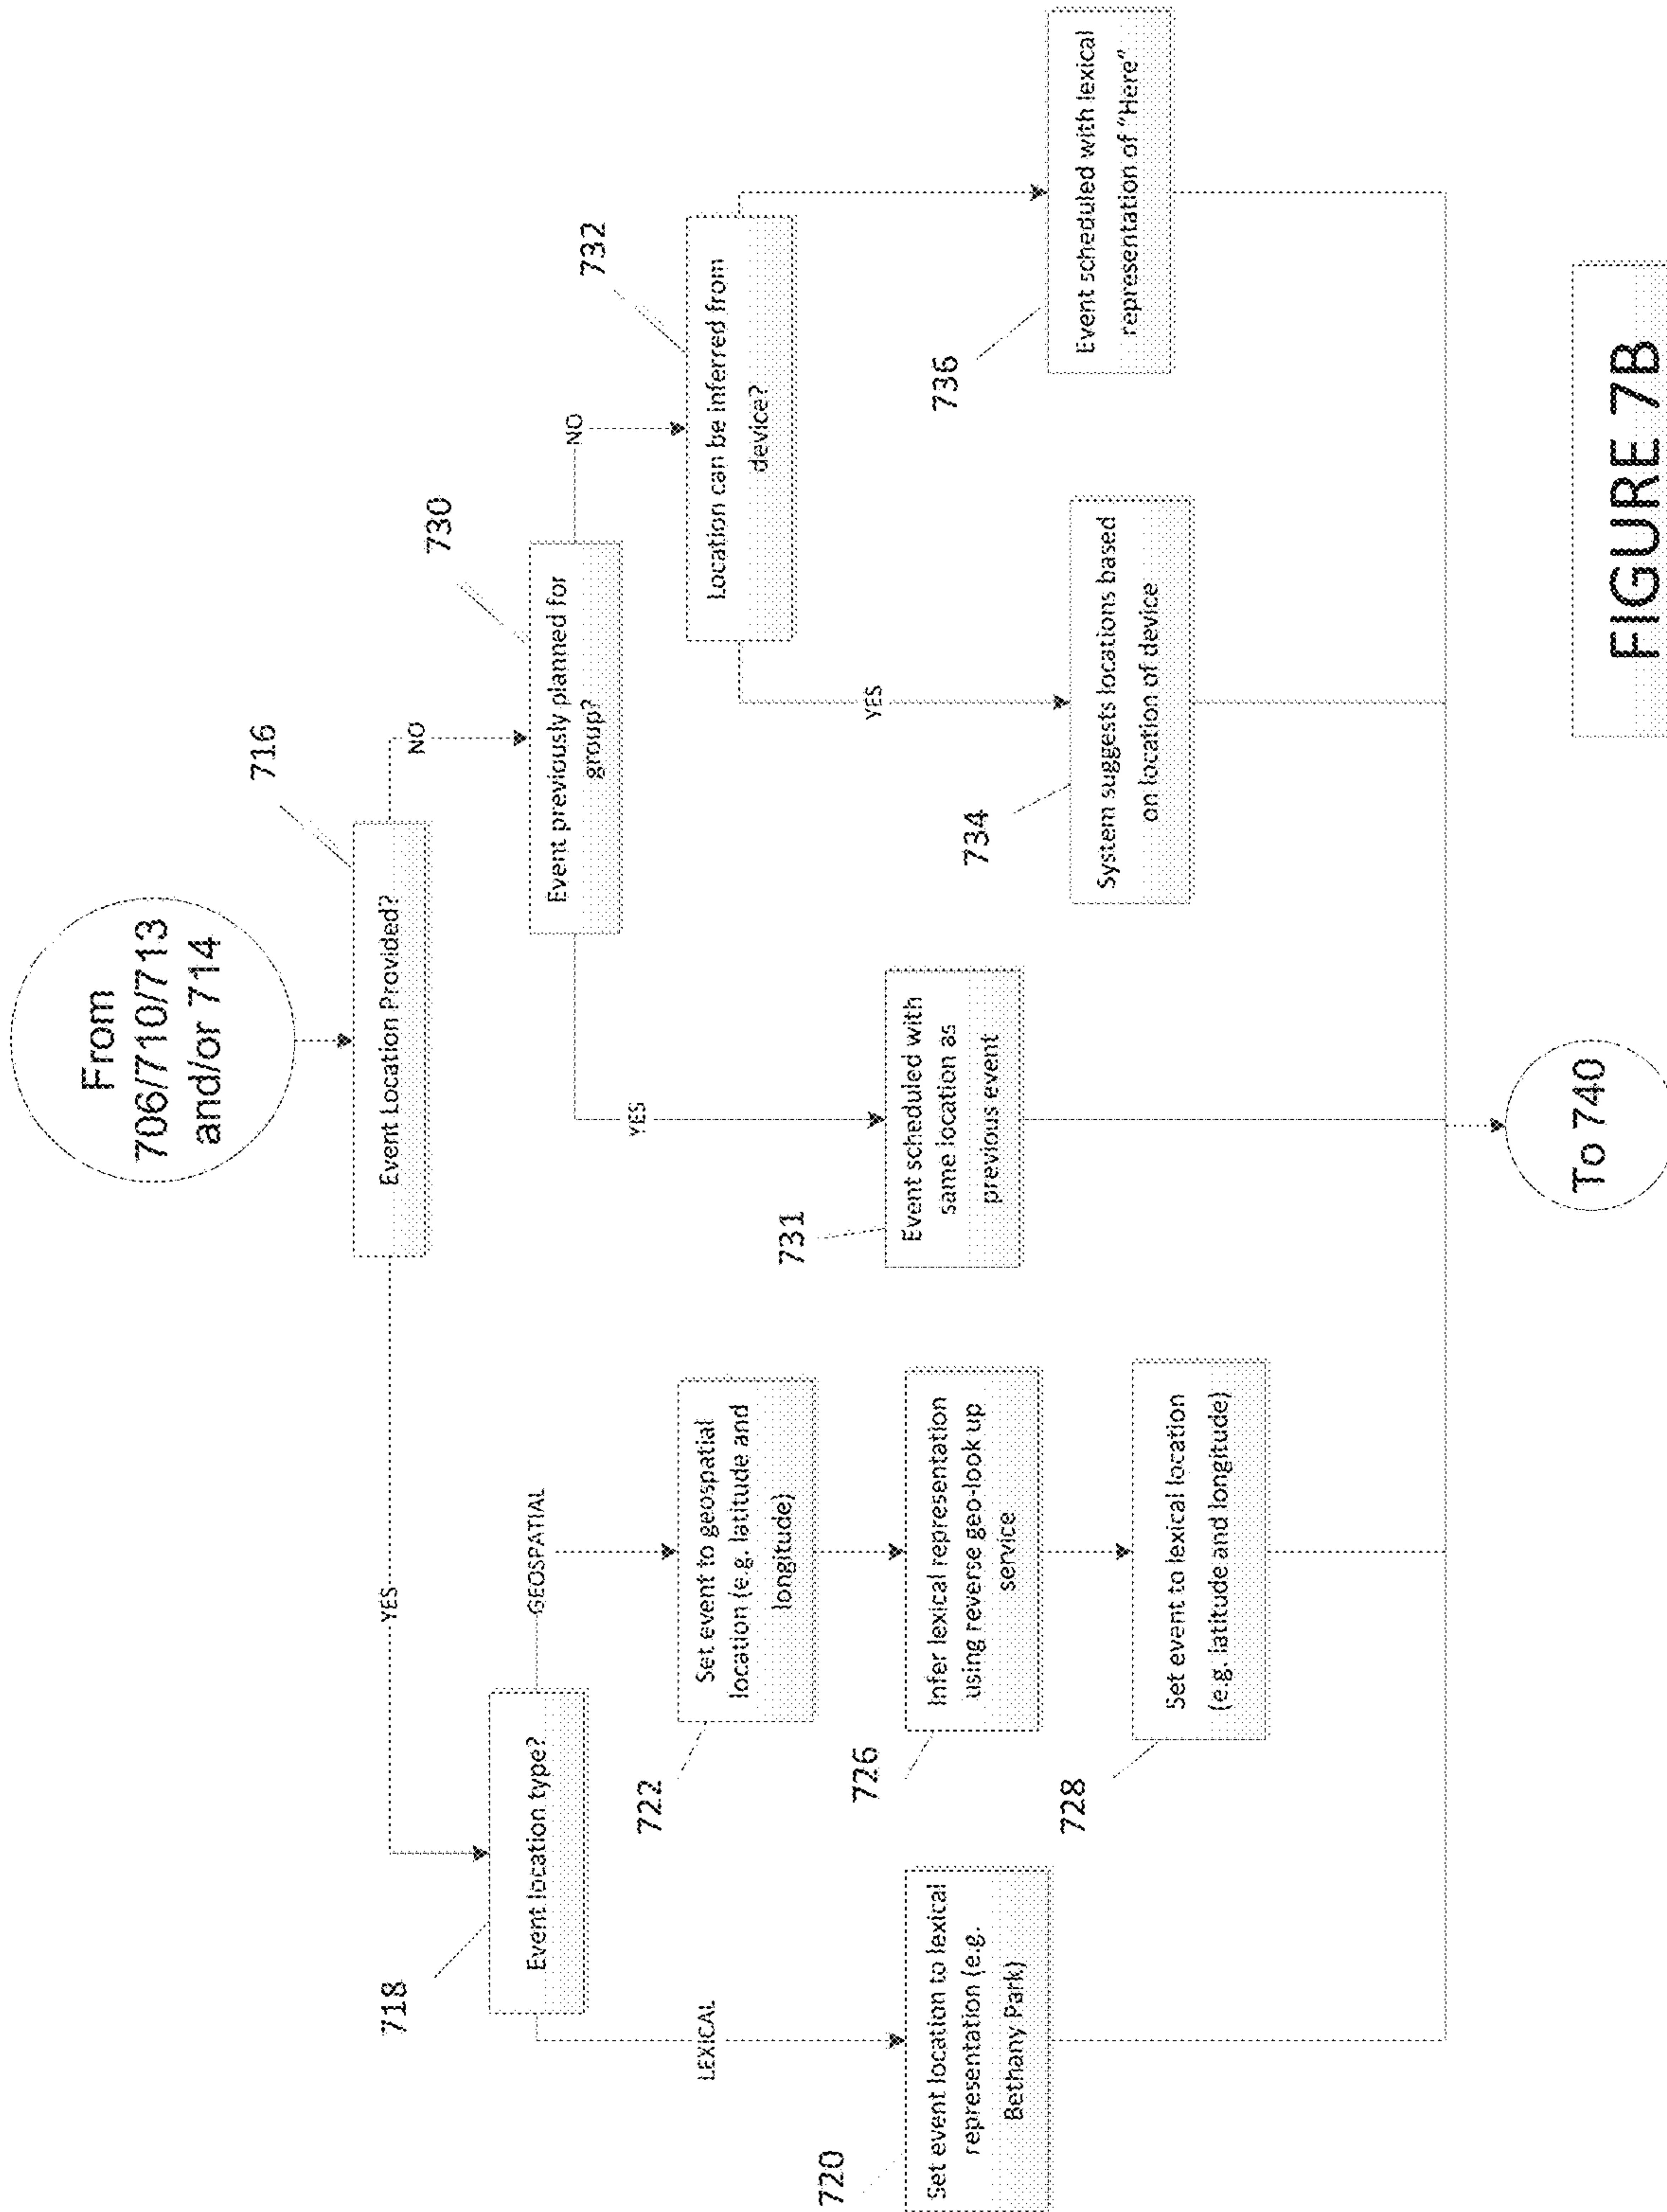 From
706/710/713
and/or 714
716
Event Location Provided?
YES
NO
718
Event location type?
730
Event previously planned for
group?
LEXICAL
GEOSPATIAL
YES
NO
732
722
Set event to geospatial
location (e.g. latitude and
longitude)
Location can be inferred from
device?
YES
720
Set event location to lexical
representation (e.g.
Bethany Park)
726
Infer lexical representation
using reverse geo-look up
service
731
Event scheduled with
same location as
previous event
734
System suggests locations based
on location of device
736
Event scheduled with lexical
representation of "Here"
728
Set event to lexical location
(e.g. latitude and longitude)
To 740
FIGURE 7B